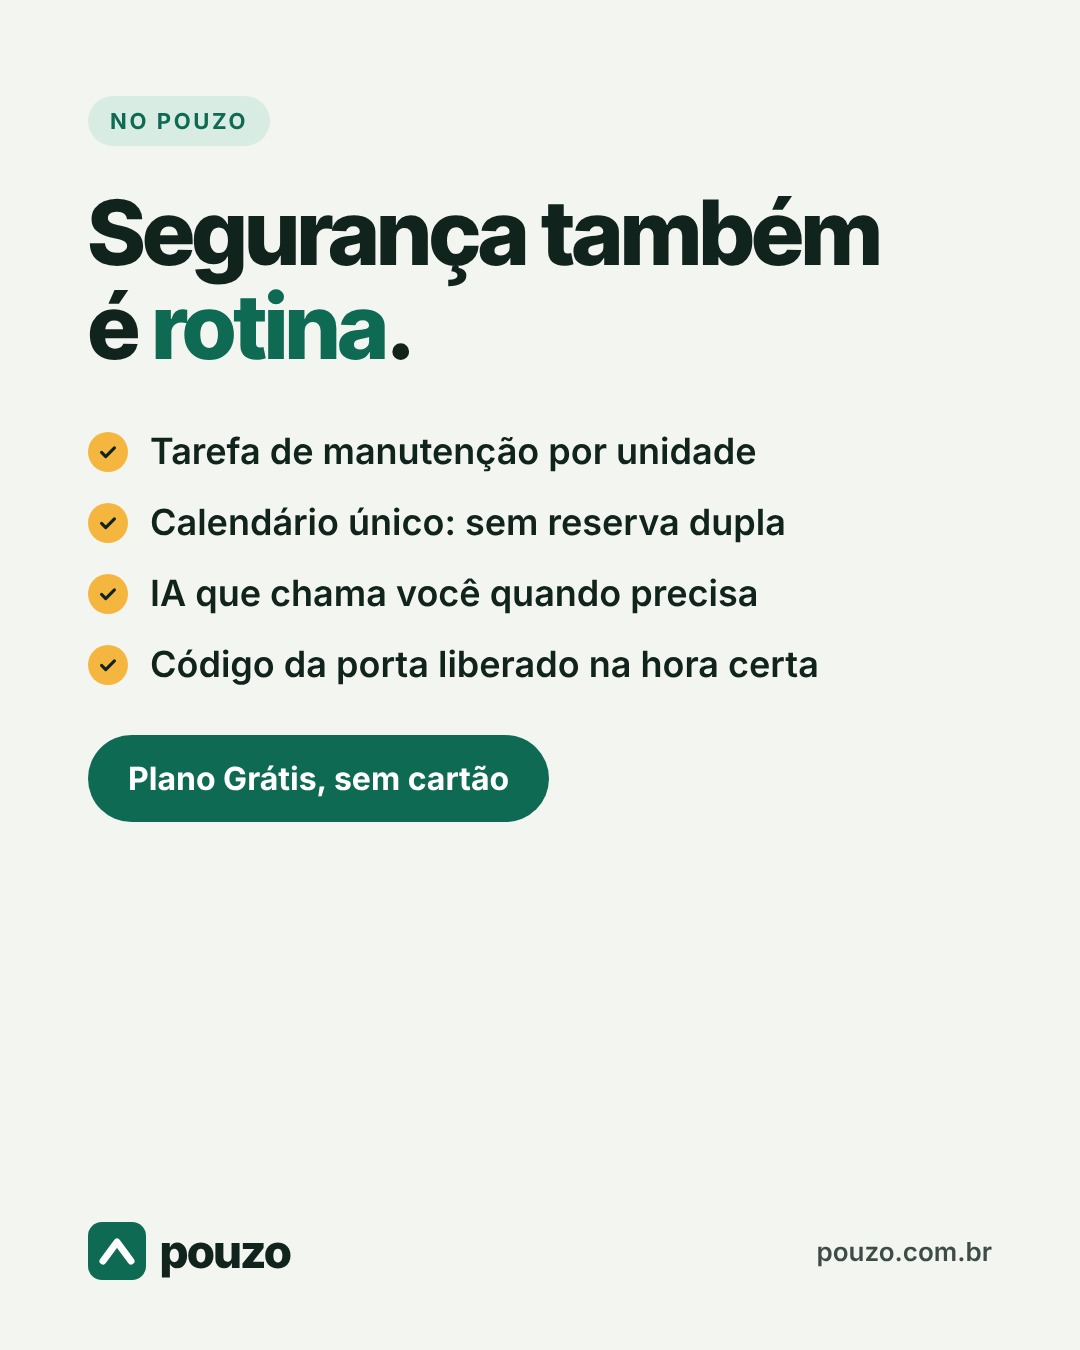 NO POUZO
Segurança também
é rotina.
Tarefa de manutenção por unidade
Calendário único: sem reserva dupla
IA que chama você quando precisa
Código da porta liberado na hora certa
Plano Grátis, sem cartão
pouzo
pouzo.com.br